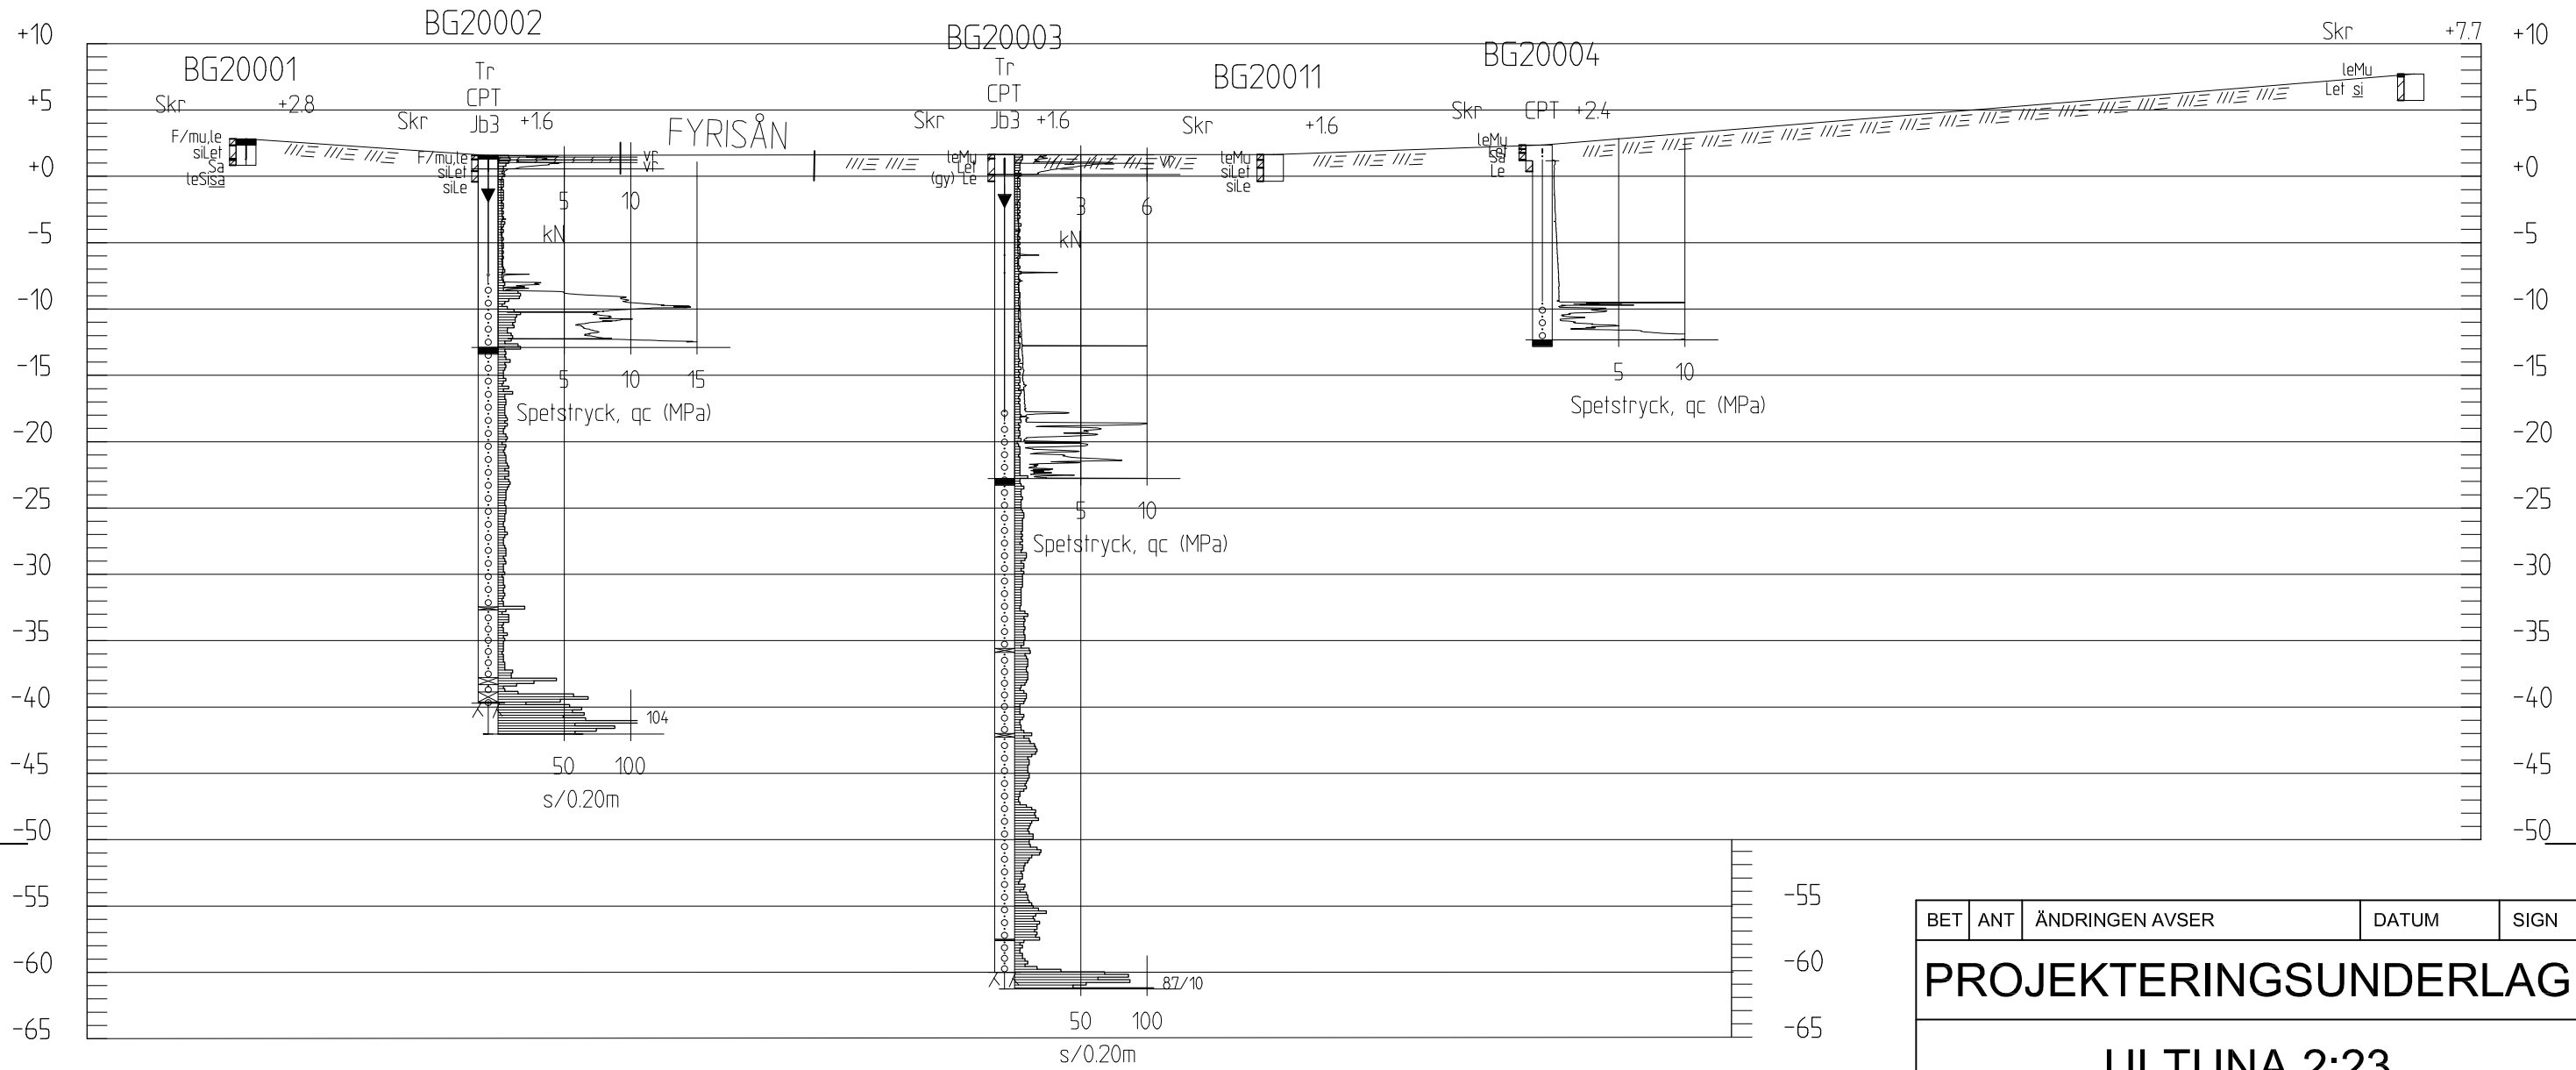 BG20001
Skr +2.8
F/mu,le
siLet
Sa
leSisa
BG20002
Tr
CPT
Skr Jb3 +1.6
F/mu,le
siLet
siLe
Vf
Vf
5 10
kN
5 10 15
Spetstryck, qc (MPa)
104
50 100
s/0.20m
FYRISÅN
BG20003
Tr
CPT
Skr Jb3 +1.6
leMu
Let
(gy) Le
3 6
kN
5 10
Spetstryck, qc (MPa)
87/10
50 100
s/0.20m
BG20011
Skr +1.6
leMu
siLet
siLe
BG20004
Skr CPT +2.4
leMu
Sa
Le
5 10
Spetstryck, qc (MPa)
Skr +7.7
leMu
Let si
+10
+5
+0
-5
-10
-15
-20
-25
-30
-35
-40
-45
-50
-55
-60
-65
+10
+5
+0
-5
-10
-15
-20
-25
-30
-35
-40
-45
-50
-55
-60
-65
BET ANT ÄNDRINGEN AVSER DATUM SIGN
PROJEKTERINGSUNDERLAG
ULTUNA 2:23